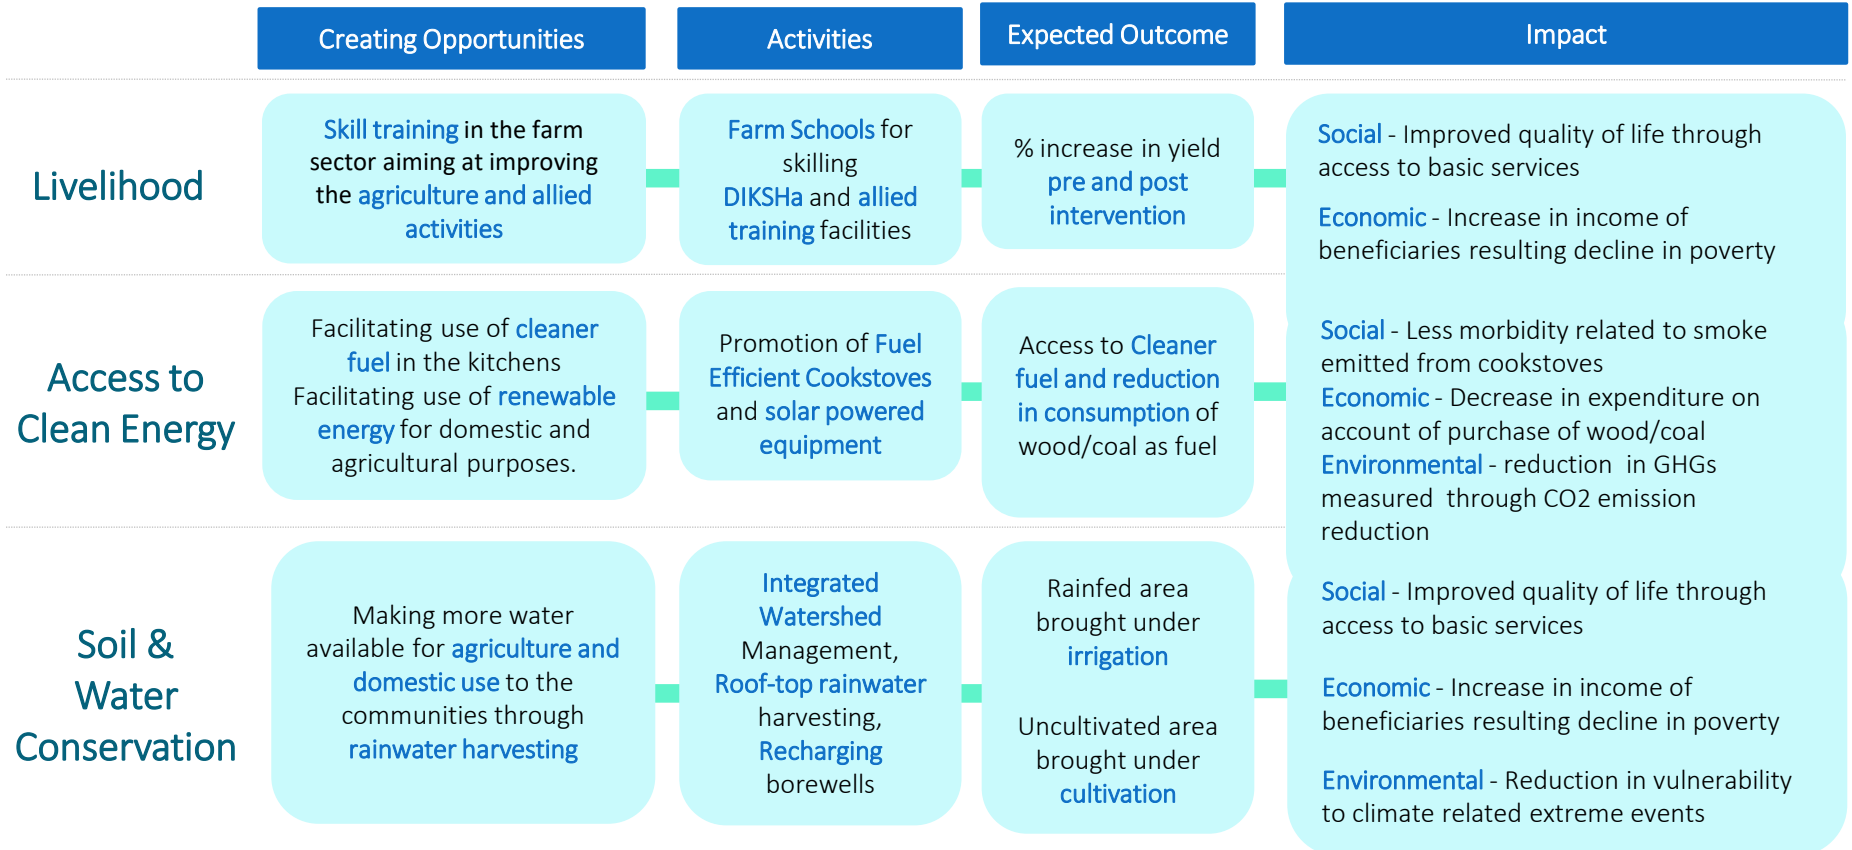 Creating Opportunities
Activities
Expected Outcome
Impact
Livelihood
Skill training in the farm
sector aiming at improving
the agriculture and allied
activities
Farm Schools for
skilling
DIKSHa and allied
training facilities
% increase in yield
pre and post
intervention
Social - Improved quality of life through
access to basic services
Economic - Increase in income of
beneficiaries resulting decline in poverty
Access to
Clean Energy
Facilitating use of cleaner
fuel in the kitchens
Facilitating use of renewable
energy for domestic and
agricultural purposes.
Promotion of Fuel
Efficient Cookstoves
and solar powered
equipment
Access to Cleaner
fuel and reduction
in consumption of
wood/coal as fuel
Social - Less morbidity related to smoke
emitted from cookstoves
Economic - Decrease in expenditure on
account of purchase of wood/coal
Environmental - reduction in GHGs
measured through CO2 emission
reduction
Soil &
Water
Conservation
Making more water
available for agriculture and
domestic use to the
communities through
rainwater harvesting
Integrated
Watershed
Management,
Roof-top rainwater
harvesting,
Recharging
borewells
Rainfed area
brought under
irrigation
Uncultivated area
brought under
cultivation
Social - Improved quality of life through
access to basic services
Economic - Increase in income of
beneficiaries resulting decline in poverty
Environmental - Reduction in vulnerability
to climate related extreme events